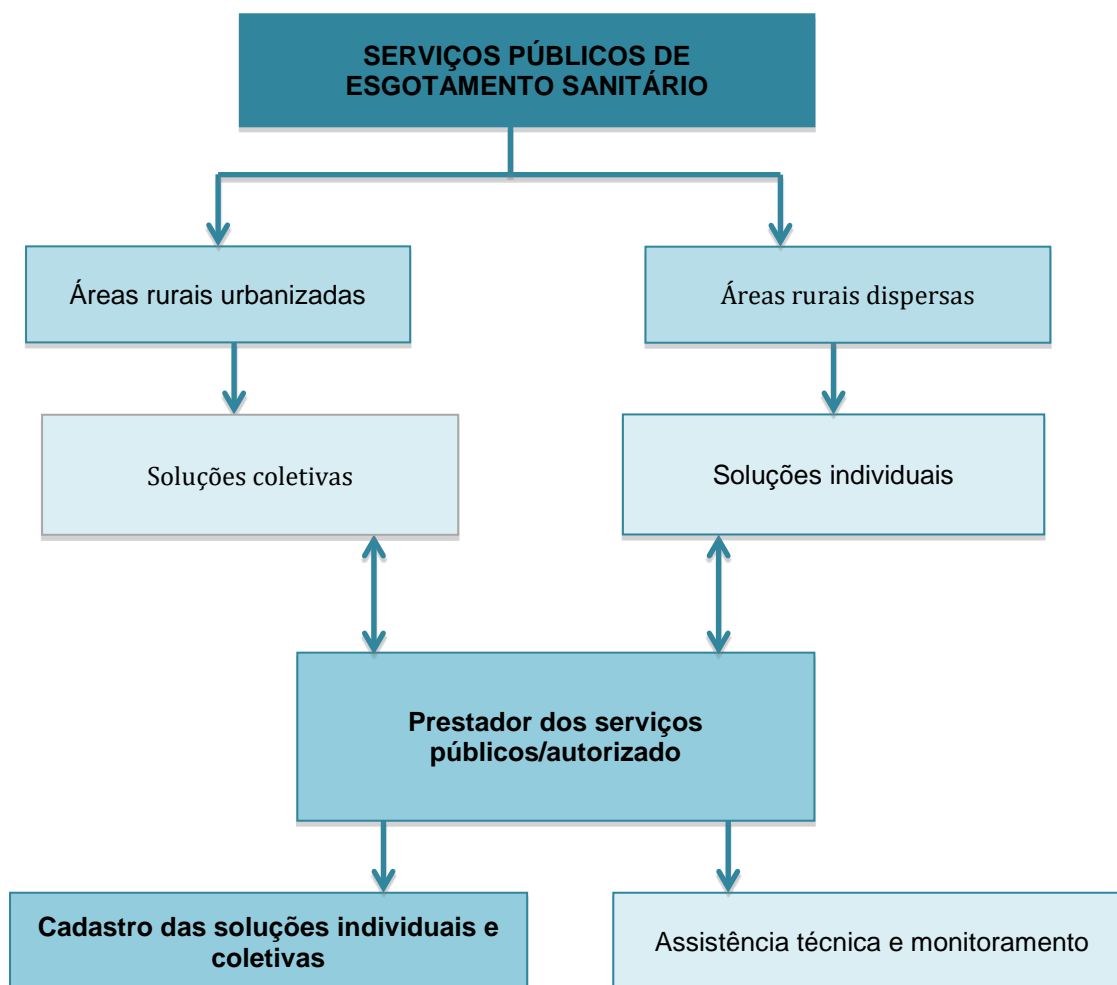 SERVIÇOS PÚBLICOS DE
ESGOTAMENTO SANITÁRIO
Áreas rurais urbanizadas
Áreas rurais dispersas
Soluções coletivas
Soluções individuais
Prestador dos serviços
públicos/autorizado
Cadastro das soluções individuais e
coletivas
Assistência técnica e monitoramento